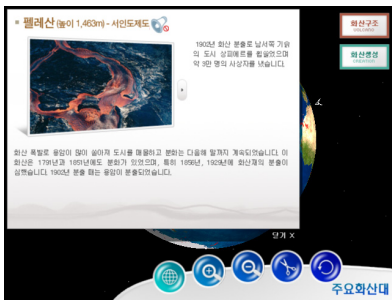 펠레산 (높이 1,463m) - 서인도제도
1902년 화산 분출로 남서쪽 기슭
의 도시 상피에르를 휩쓸었으며
약 3만 명의 사상자를 냈습니다.
화산 폭발로 용암이 많이 쏟아져 도시를 매몰하고 분화는 다음해 말까지 계속되었습니다. 이
화산은 1791년과 1851년에도 분화가 있었으며, 특히 1896년, 1929년에 화산재의 분출이
심했습니다. 1902년 분출 때는 용암이 분출되었습니다.
닫기 X
화산구조
VOLCANO
화산생성
CREATION
주요화산대